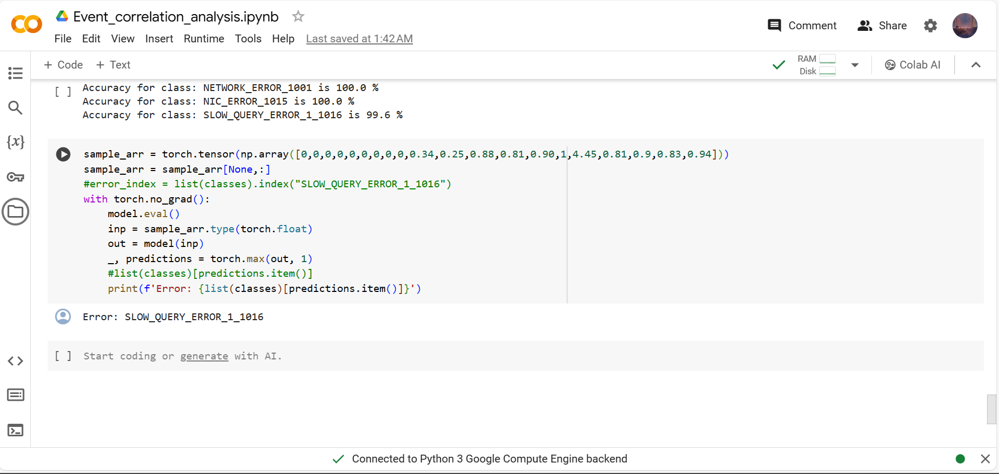 Event_correlation_analysis.ipynb
File Edit View Insert Runtime Tools Help Last saved at 1:42 AM
Comment Share
+ Code + Text
RAM
Disk
Colab AI
[ ] Accuracy for class: NETWORK_ERROR_1001 is 100.0 %
Accuracy for class: NIC_ERROR_1015 is 100.0 %
Accuracy for class: SLOW_QUERY_ERROR_1_1016 is 99.6 %
{x}
sample_arr = torch.tensor(np.array([0,0,0,0,0,0,0,0,0,0.34,0.25,0.88,0.81,0.90,1,4.45,0.81,0.9,0.83,0.94]))
sample_arr = sample_arr[None,:]
#error_index = list(classes).index("SLOW_QUERY_ERROR_1_1016")
with torch.no_grad():
    model.eval()
    inp = sample_arr.type(torch.float)
    out = model(inp)
    _, predictions = torch.max(out, 1)
    #list(classes)[predictions.item()]
    print(f'Error: {list(classes)[predictions.item()]}')
Error: SLOW_QUERY_ERROR_1_1016
[ ] Start coding or generate with AI.
Connected to Python 3 Google Compute Engine backend